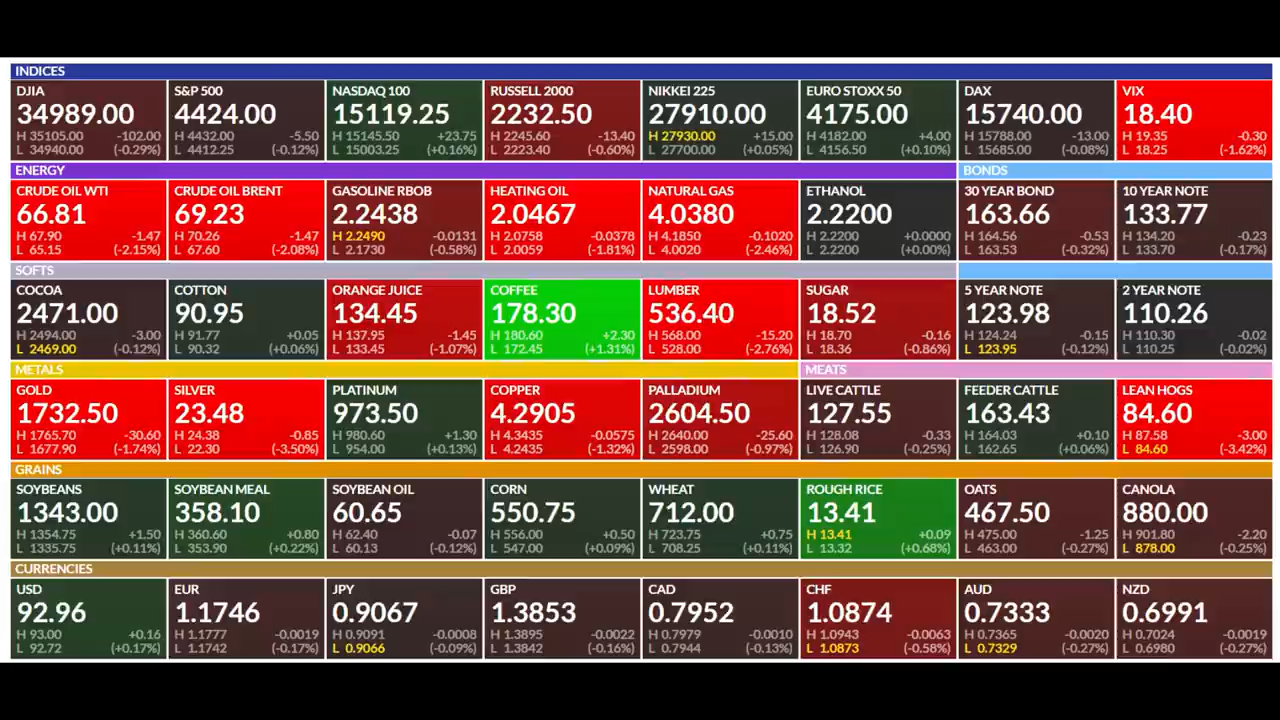 INDICES
DJIA S&P 500 NASDAQ 100 RUSSELL 2000 NIKKEI 225 EURO STOXX 50 DAX VIX
34989.00 4424.00 15119.25 2232.50 27910.00 4175.00 15740.00 18.40
H 35105.00 -102.00 H 4432.00 -5.50 H 15145.50 +23.75 H 2245.60 -13.40 H 27930.00 +15.00 H 4182.00 +4.00 H 15788.00 -13.00 H 19.35 -0.30
L 34940.00 (-0.29%) L 4412.25 (-0.12%) L 15003.25 (+0.16%) L 2223.40 (-0.60%) L 27700.00 (+0.05%) L 4156.50 (+0.10%) L 15685.00 (-0.08%) L 18.25 (-1.62%)
ENERGY BONDS
CRUDE OIL WTI CRUDE OIL BRENT GASOLINE RBOB HEATING OIL NATURAL GAS ETHANOL 30 YEAR BOND 10 YEAR NOTE
66.81 69.23 2.2438 2.0467 4.0380 2.2200 163.66 133.77
H 67.90 -1.47 H 70.26 -1.47 H 2.2490 -0.0131 H 2.0758 -0.0378 H 4.1850 -0.1020 H 2.2200 +0.0000 H 164.56 -0.53 H 134.20 -0.23
L 65.15 (-2.15%) L 67.60 (-2.08%) L 2.1730 (-0.58%) L 2.0059 (-1.81%) L 4.0020 (-2.46%) L 2.2200 (+0.00%) L 163.53 (-0.32%) L 133.70 (-0.17%)
SOFTS
COCOA COTTON ORANGE JUICE COFFEE LUMBER SUGAR 5 YEAR NOTE 2 YEAR NOTE
2471.00 90.95 134.45 178.30 536.40 18.52 123.98 110.26
H 2494.00 -3.00 H 91.77 +0.05 H 137.95 -1.45 H 180.60 +2.30 H 568.00 -15.20 H 18.70 -0.16 H 124.24 -0.15 H 110.30 -0.02
L 2469.00 (-0.12%) L 90.32 (+0.06%) L 133.45 (-1.07%) L 172.45 (+1.31%) L 528.00 (-2.76%) L 18.36 (-0.86%) L 123.95 (-0.12%) L 110.25 (-0.02%)
METALS MEATS
GOLD SILVER PLATINUM COPPER PALLADIUM LIVE CATTLE FEEDER CATTLE LEAN HOGS
1732.50 23.48 973.50 4.2905 2604.50 127.55 163.43 84.60
H 1765.70 -30.60 H 24.38 -0.85 H 980.60 +1.30 H 4.3435 -0.0575 H 2640.00 -25.60 H 128.08 -0.33 H 164.03 +0.10 H 87.58 -3.00
L 1677.90 (-1.74%) L 22.30 (-3.50%) L 954.00 (+0.13%) L 4.2435 (-1.32%) L 2598.00 (-0.97%) L 126.90 (-0.25%) L 162.65 (+0.06%) L 84.60 (-3.42%)
GRAINS
SOYBEANS SOYBEAN MEAL SOYBEAN OIL CORN WHEAT ROUGH RICE OATS CANOLA
1343.00 358.10 60.65 550.75 712.00 13.41 467.50 880.00
H 1354.75 +1.50 H 360.60 +0.80 H 62.40 -0.07 H 556.00 +0.50 H 723.75 +0.75 H 13.41 +0.09 H 475.00 -1.25 H 901.80 -2.20
L 1335.75 (+0.11%) L 353.90 (+0.22%) L 60.13 (-0.12%) L 547.00 (+0.09%) L 708.25 (+0.11%) L 13.32 (+0.68%) L 463.00 (-0.27%) L 878.00 (-0.25%)
CURRENCIES
USD EUR JPY GBP CAD CHF AUD NZD
92.96 1.1746 0.9067 1.3853 0.7952 1.0874 0.7333 0.6991
H 93.00 +0.16 H 1.1777 -0.0019 H 0.9091 -0.0008 H 1.3895 -0.0022 H 0.7979 -0.0010 H 1.0943 -0.0063 H 0.7365 -0.0020 H 0.7024 -0.0019
L 92.72 (+0.17%) L 1.1742 (-0.17%) L 0.9066 (-0.09%) L 1.3842 (-0.16%) L 0.7944 (-0.13%) L 1.0873 (-0.58%) L 0.7329 (-0.27%) L 0.6980 (-0.27%)